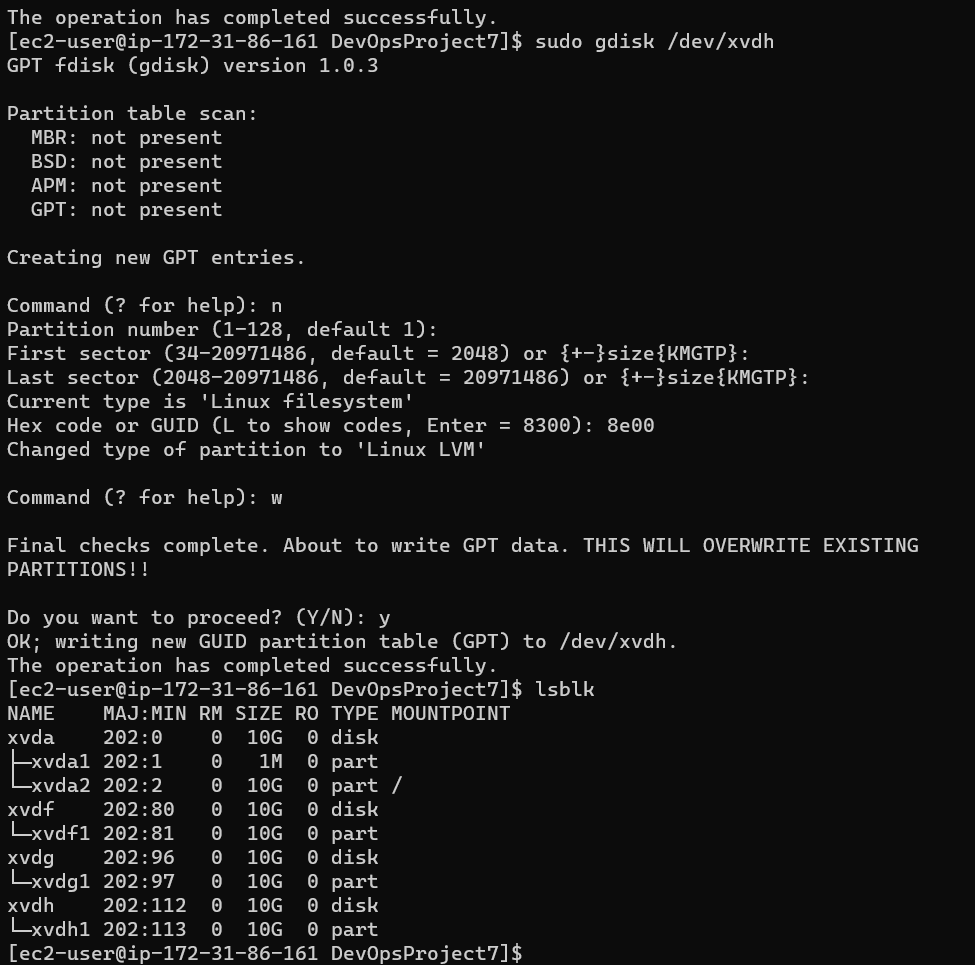 The operation has completed successfully.
[ec2-user@ip-172-31-86-161 DevOpsProject7]$ sudo gdisk /dev/xvdh
GPT fdisk (gdisk) version 1.0.3

Partition table scan:
  MBR: not present
  BSD: not present
  APM: not present
  GPT: not present

Creating new GPT entries.

Command (? for help): n
Partition number (1-128, default 1):
First sector (34-20971486, default = 2048) or {+-}size{KMGTP}:
Last sector (2048-20971486, default = 20971486) or {+-}size{KMGTP}:
Current type is 'Linux filesystem'
Hex code or GUID (L to show codes, Enter = 8300): 8e00
Changed type of partition to 'Linux LVM'

Command (? for help): w

Final checks complete. About to write GPT data. THIS WILL OVERWRITE EXISTING
PARTITIONS!!

Do you want to proceed? (Y/N): y
OK; writing new GUID partition table (GPT) to /dev/xvdh.
The operation has completed successfully.
[ec2-user@ip-172-31-86-161 DevOpsProject7]$ lsblk
NAME    MAJ:MIN RM SIZE RO TYPE MOUNTPOINT
xvda    202:0    0  10G  0 disk
├─xvda1 202:1    0   1M  0 part
└─xvda2 202:2    0  10G  0 part /
xvdf    202:80   0  10G  0 disk
└─xvdf1 202:81   0  10G  0 part
xvdg    202:96   0  10G  0 disk
└─xvdg1 202:97   0  10G  0 part
xvdh    202:112  0  10G  0 disk
└─xvdh1 202:113  0  10G  0 part
[ec2-user@ip-172-31-86-161 DevOpsProject7]$